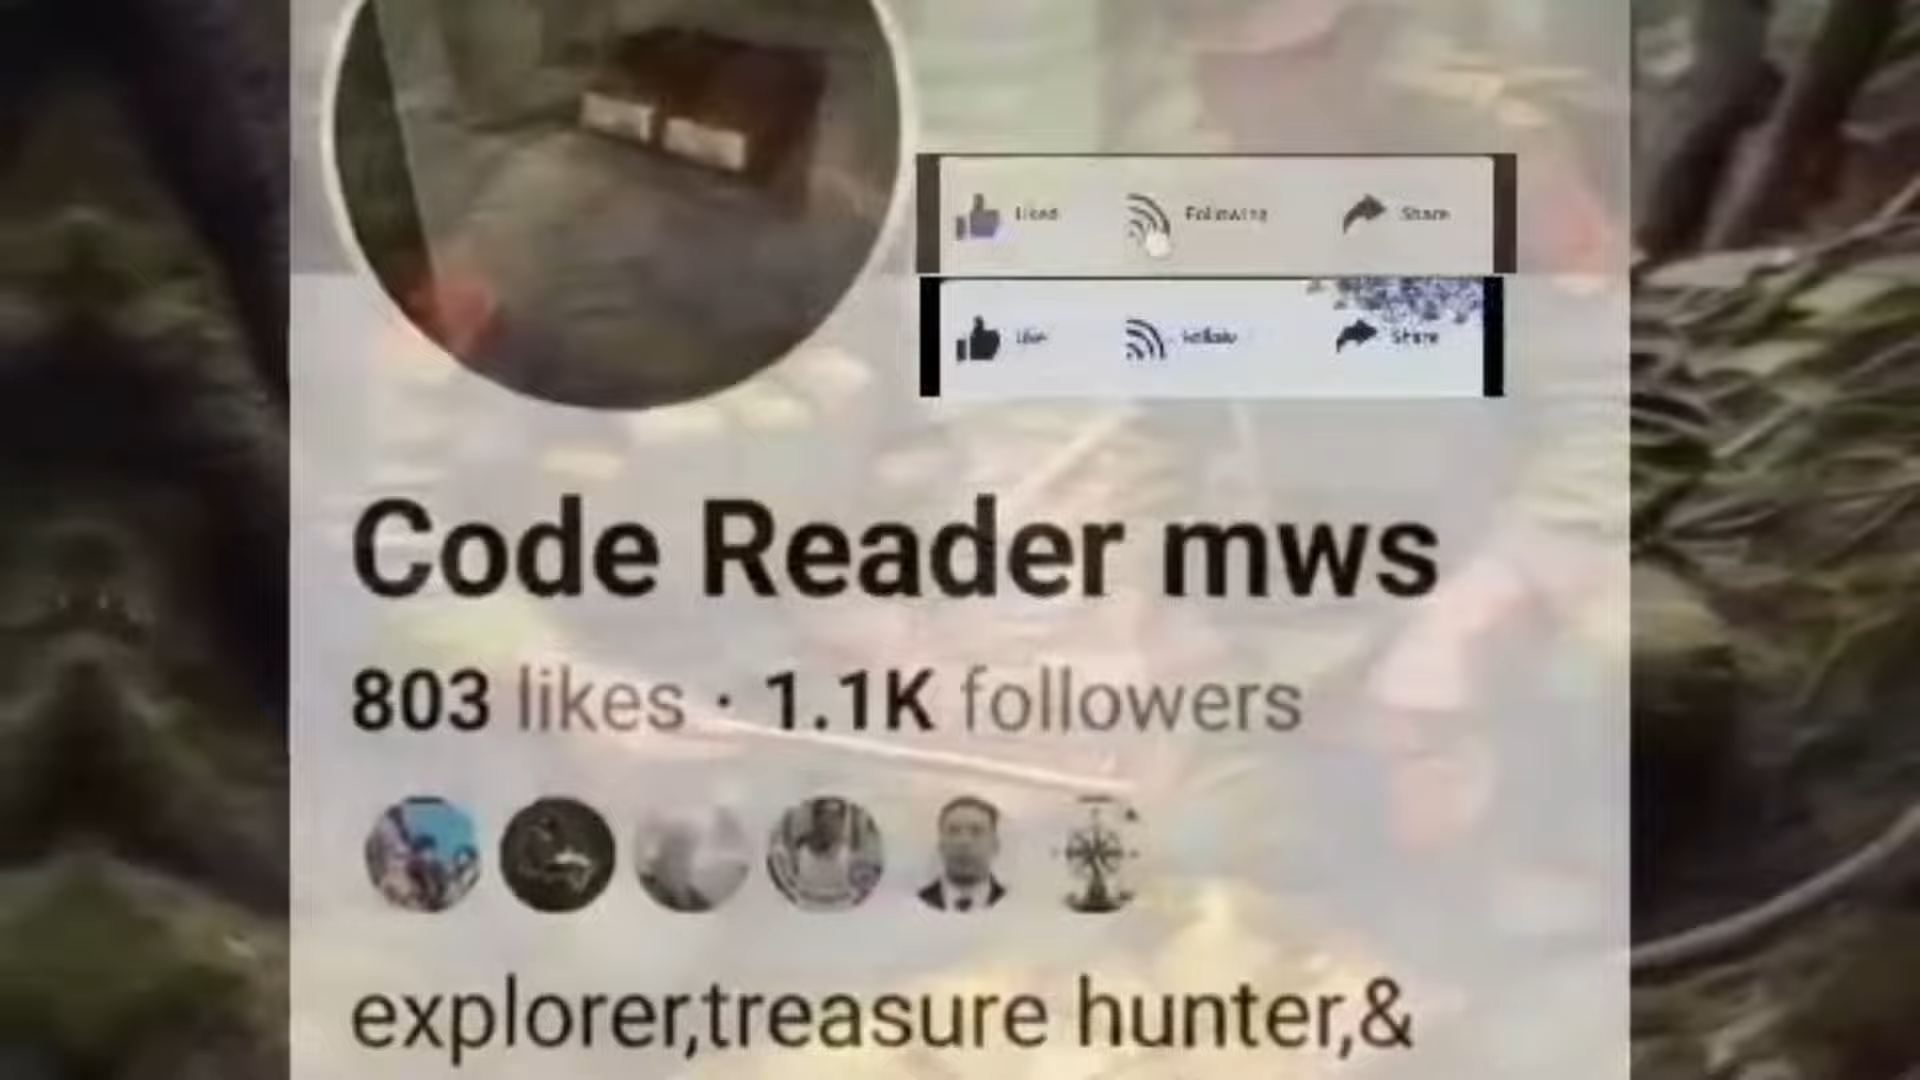 Liked Following Share
Like Follow Share
Code Reader mws
803 likes · 1.1K followers
explorer,treasure hunter,&